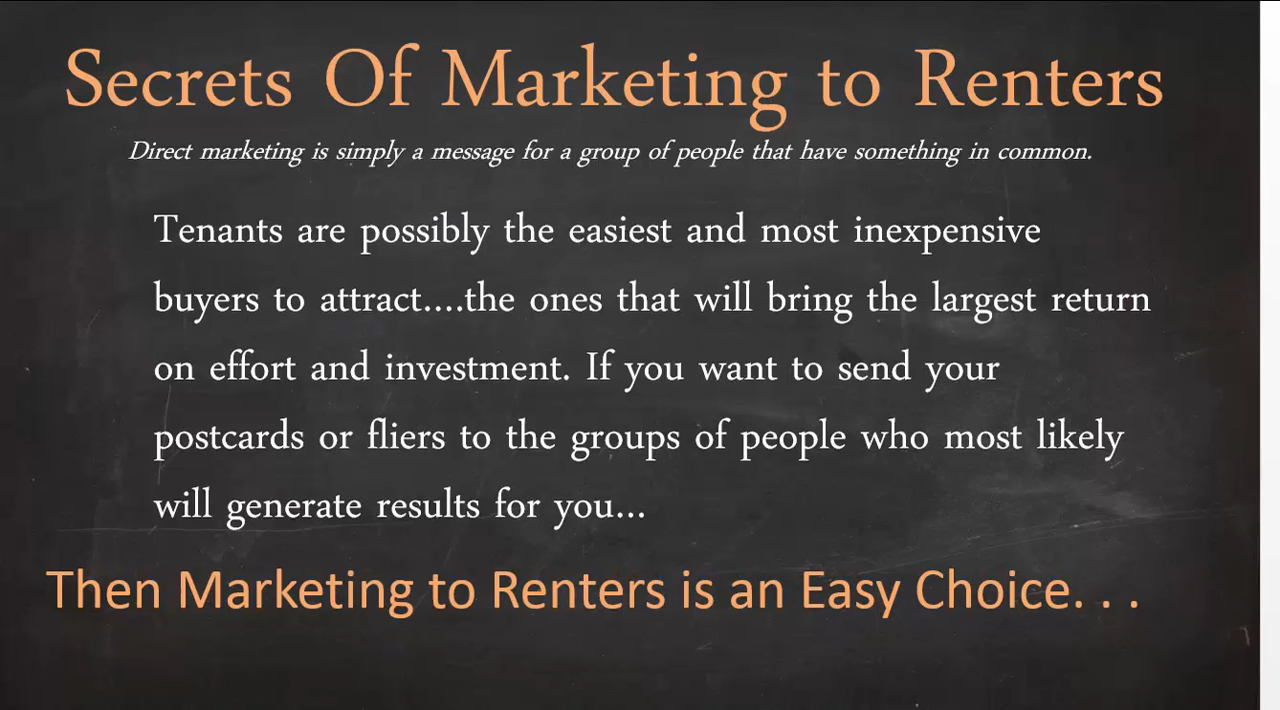 Secrets Of Marketing to Renters
Direct marketing is simply a message for a group of people that have something in common.
Tenants are possibly the easiest and most inexpensive
buyers to attract....the ones that will bring the largest return
on effort and investment. If you want to send your
postcards or fliers to the groups of people who most likely
will generate results for you...
Then Marketing to Renters is an Easy Choice. . .